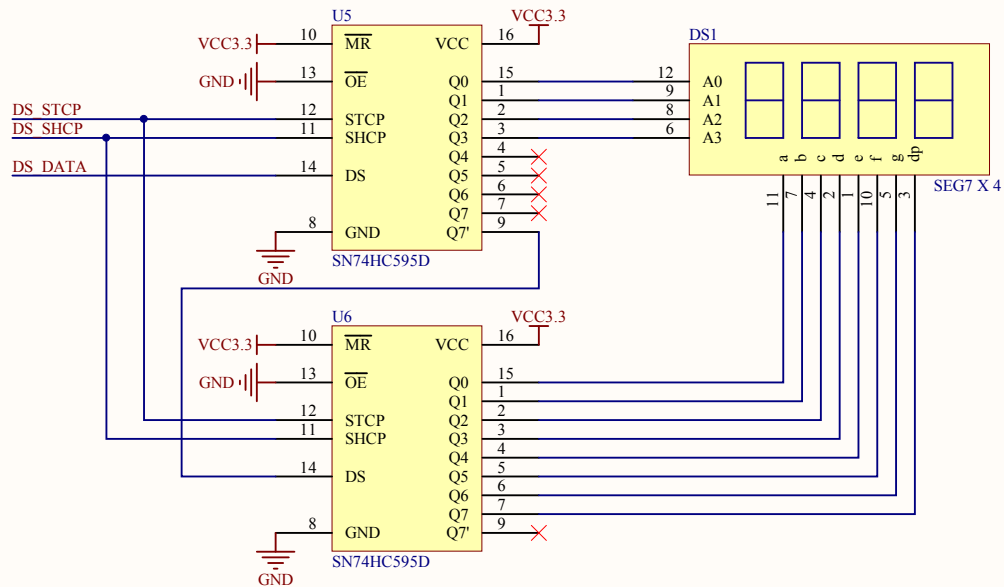 U5
VCC3.3
VCC3.3 10 MR VCC 16
DS1
GND 13 OE Q0 15 12 A0
Q1 1 9 A1
DS_STCP 12 STCP Q2 2 8 A2
DS_SHCP 11 SHCP Q3 3 6 A3
Q4 4
DS_DATA 14 DS Q5 5
Q6 6
Q7 7
8 GND Q7' 9
a b c d e f g dp
SEG7 X 4
11 7 4 2 1 10 5 3
GND
SN74HC595D
U6
VCC3.3
VCC3.3 10 MR VCC 16
GND 13 OE Q0 15
Q1 1
12 STCP Q2 2
11 SHCP Q3 3
Q4 4
14 DS Q5 5
Q6 6
Q7 7
8 GND Q7' 9
SN74HC595D
GND